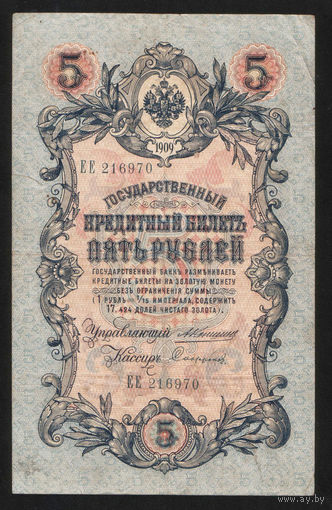 5 5
1909
ЕЕ 216970
ГОСУДАРСТВЕННЫЙ
КРЕДИТНЫЙ БИЛЕТЪ
ПЯТЬ РУБЛЕЙ
ГОСУДАРСТВЕННЫЙ БАНКЪ РАЗМѢНИВАЕТЪ
КРЕДИТНЫЕ БИЛЕТЫ НА ЗОЛОТУЮ МОНЕТУ
БЕЗЪ ОГРАНИЧЕНІЯ СУММЫ
(1 РУБЛЬ = 1/15 ИМПЕРІАЛА, СОДЕРЖИТЪ
17,424 ДОЛЕЙ ЧИСТАГО ЗОЛОТА).
Управляющій
Кассиръ
ЕЕ 216970
5
www.ay.by